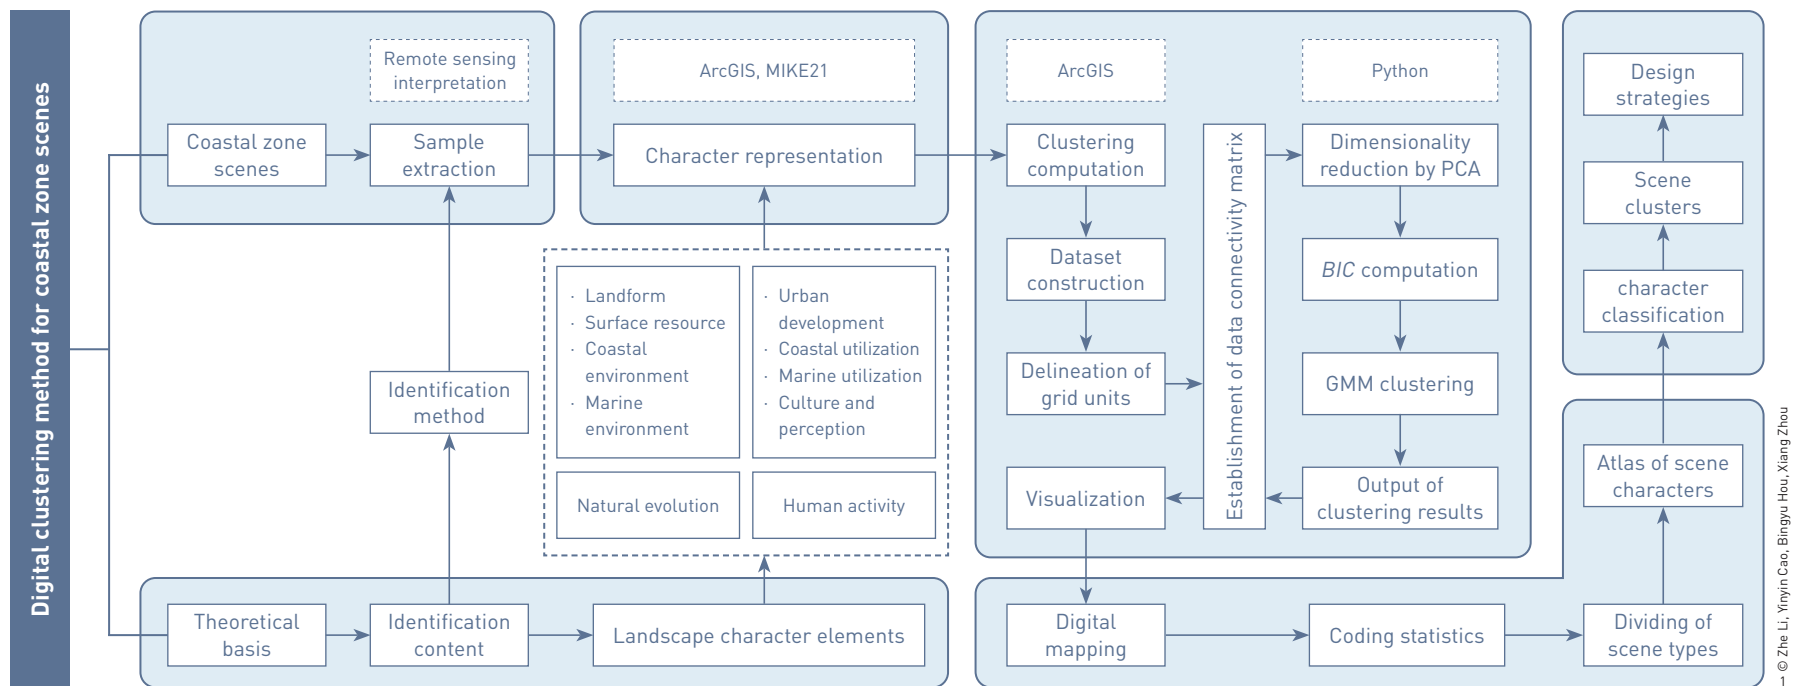 Digital clustering method for coastal zone scenes
Remote sensing
interpretation
Coastal zone
scenes
Sample
extraction
Identification
method
Theoretical
basis
Identification
content
Landscape character elements
ArcGIS, MIKE21
Character representation
· Landform
· Surface resource
· Coastal
environment
· Marine
environment
· Urban
development
· Coastal utilization
· Marine utilization
· Culture and
perception
Natural evolution
Human activity
ArcGIS
Clustering
computation
Dataset
construction
Delineation of
grid units
Visualization
Establishment of data connectivity matrix
Python
Dimensionality
reduction by PCA
BIC computation
GMM clustering
Output of
clustering results
Digital
mapping
Coding statistics
Dividing of
scene types
Atlas of scene
characters
character
classification
Scene
clusters
Design
strategies
1 © Zhe Li, Yinyin Cao, Bingyu Hou, Xiang Zhou